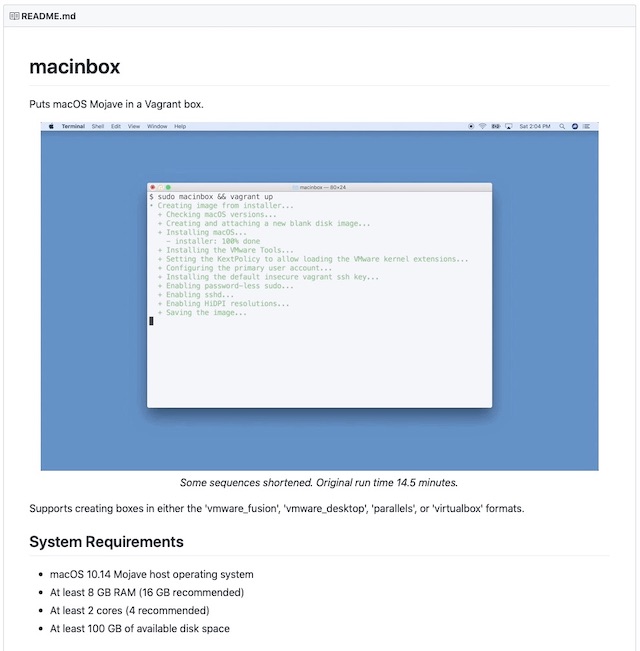 README.md
macinbox
Puts macOS Mojave in a Vagrant box.
Terminal Shell Edit View Window Help Sat 2:04 PM
macinbox — 80×24
$ sudo macinbox && vagrant up
• Creating image from installer...
+ Checking macOS versions...
+ Creating and attaching a new blank disk image...
+ Installing macOS...
– installer: 100% done
+ Installing the VMware Tools...
+ Setting the KextPolicy to allow loading the VMware kernel extensions...
+ Configuring the primary user account...
+ Installing the default insecure vagrant ssh key...
+ Enabling password-less sudo...
+ Enabling sshd...
+ Enabling HiDPI resolutions...
+ Saving the image...
Some sequences shortened. Original run time 14.5 minutes.
Supports creating boxes in either the 'vmware_fusion', 'vmware_desktop', 'parallels', or 'virtualbox' formats.
System Requirements
• macOS 10.14 Mojave host operating system
• At least 8 GB RAM (16 GB recommended)
• At least 2 cores (4 recommended)
• At least 100 GB of available disk space